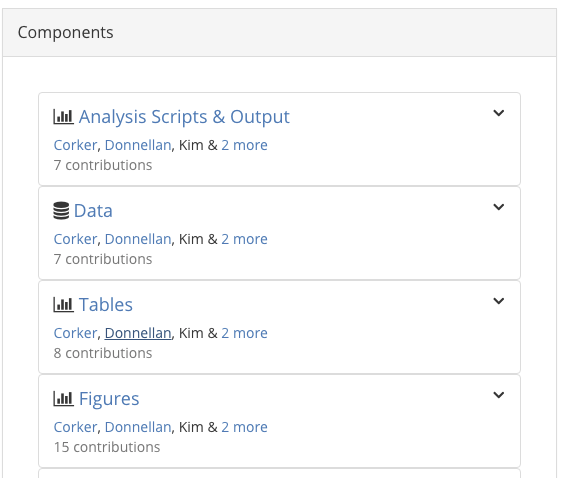 Components
Analysis Scripts & Output
Corker, Donnellan, Kim & 2 more
7 contributions
Data
Corker, Donnellan, Kim & 2 more
7 contributions
Tables
Corker, Donnellan, Kim & 2 more
8 contributions
Figures
Corker, Donnellan, Kim & 2 more
15 contributions